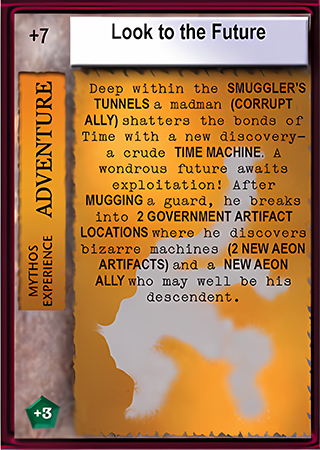 +7
Look to the Future
MYTHOS
EXPERIENCE
ADVENTURE
Deep within the SMUGGLER'S
TUNNELS a madman (CORRUPT
ALLY) shatters the bonds of
Time with a new discovery—
a crude TIME MACHINE. A
wondrous future awaits
exploitation! After
MUGGING a guard, he breaks
into 2 GOVERNMENT ARTIFACT
LOCATIONS where he discovers
bizarre machines (2 NEW AEON
ARTIFACTS) and a NEW AEON
ALLY who may well be his
descendent.
+3